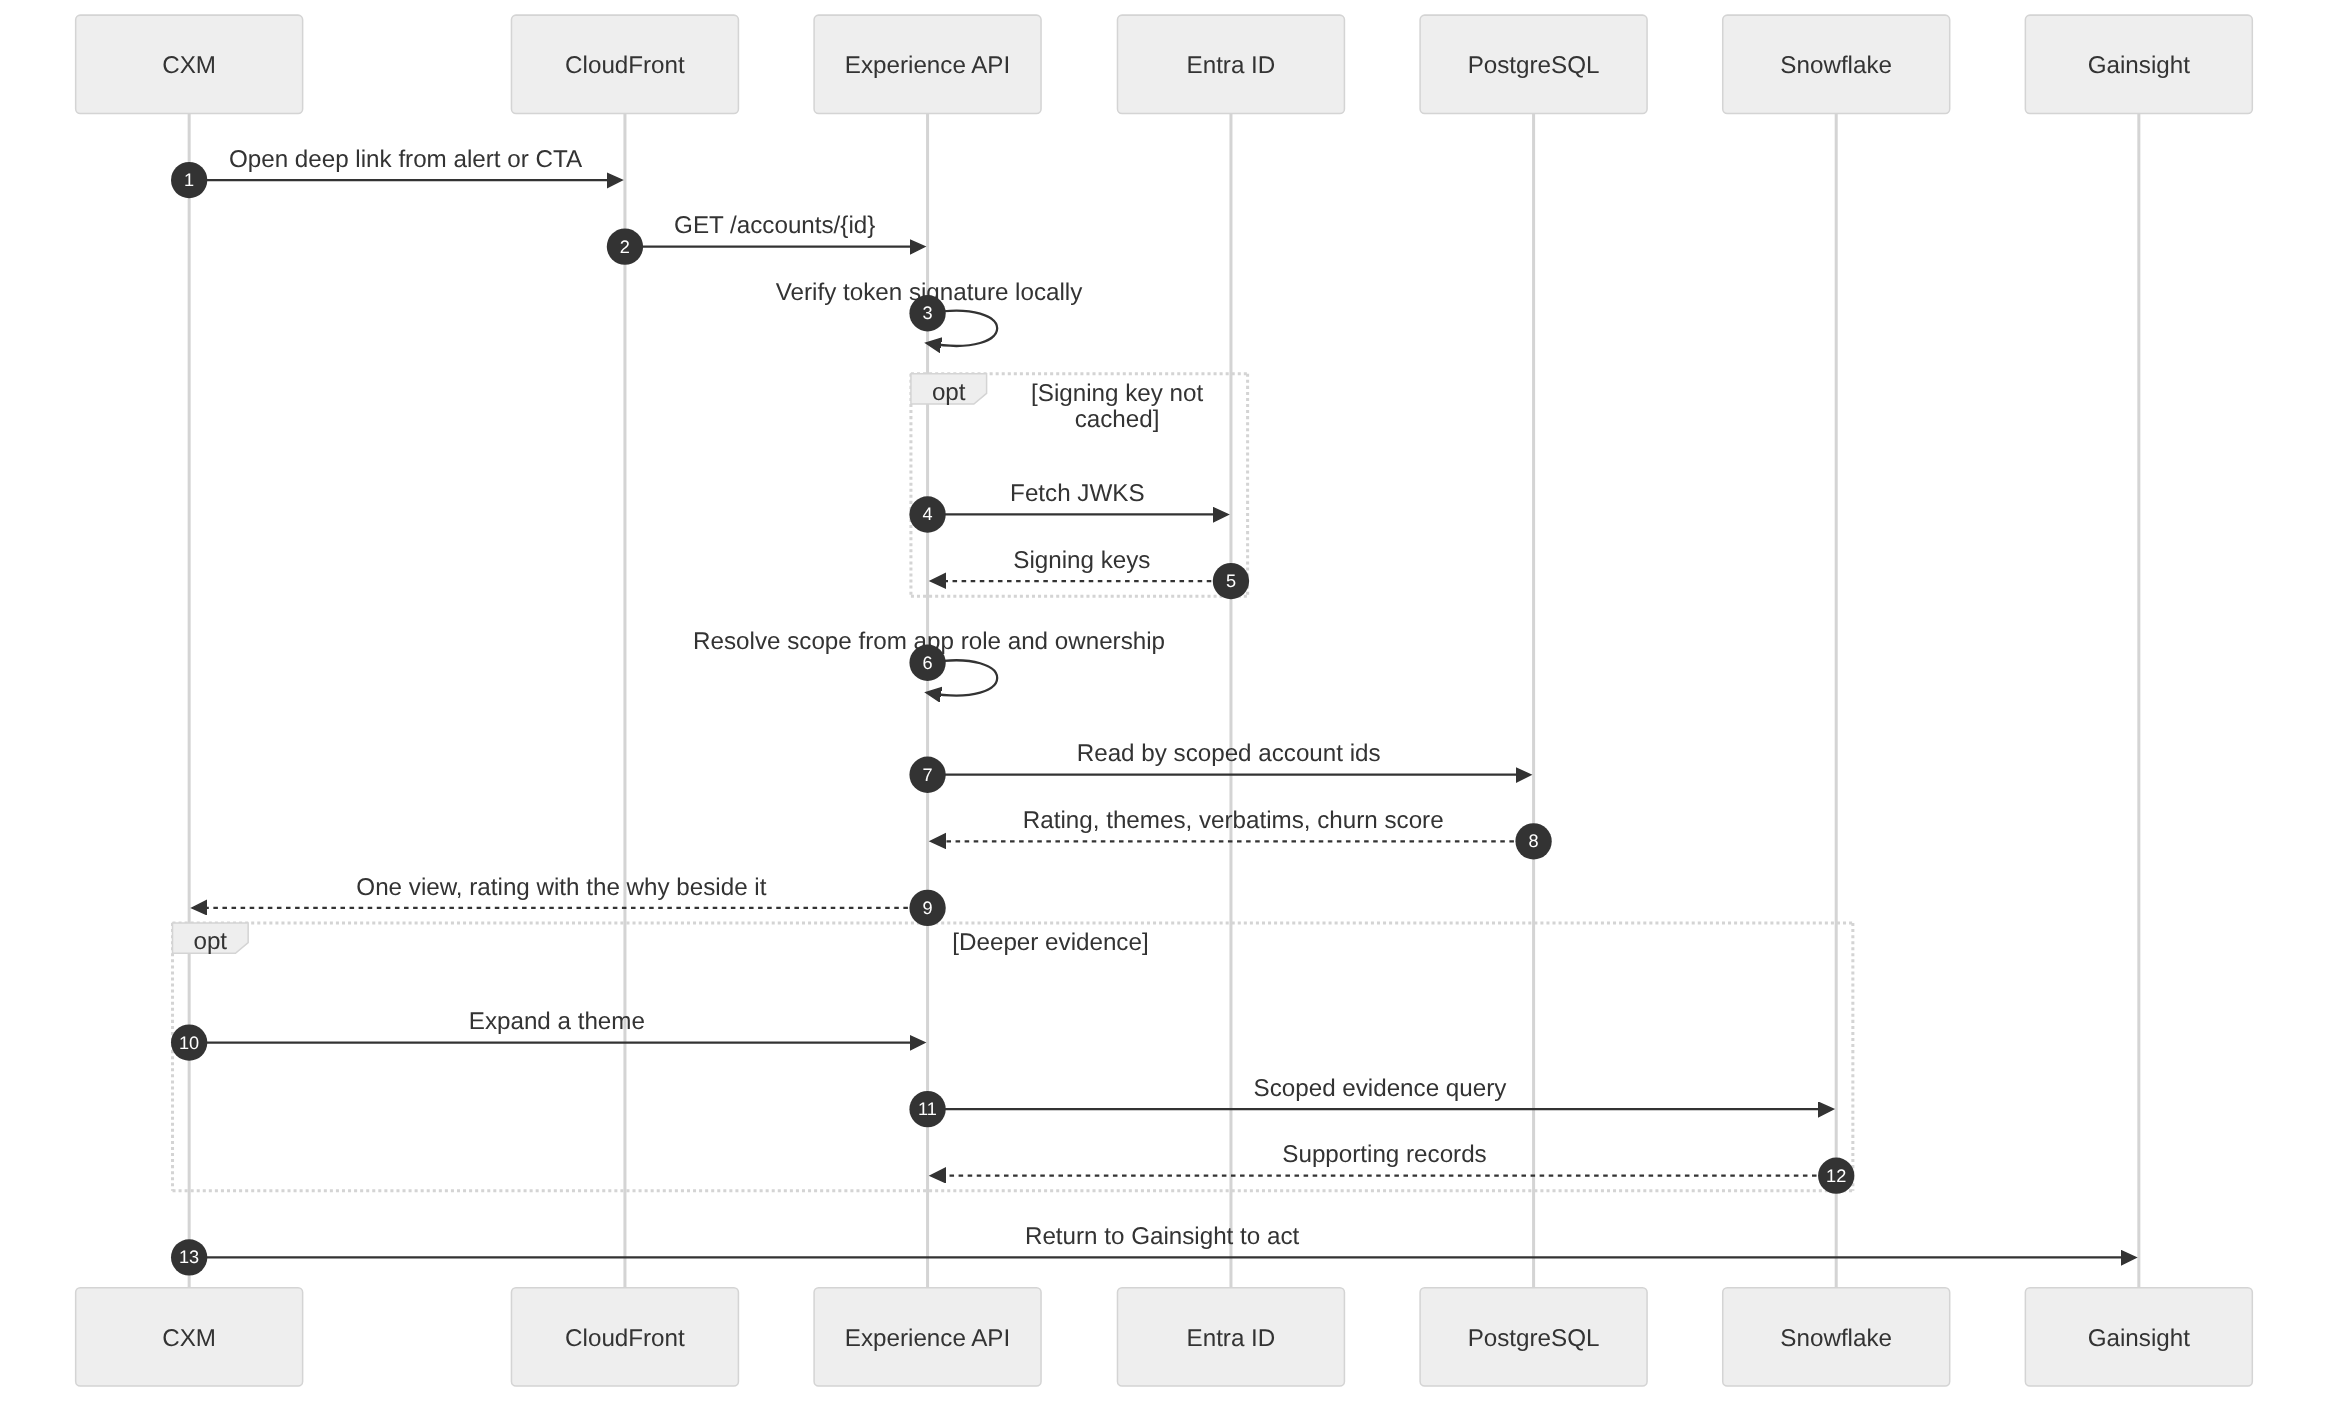 CXM
CloudFront
Experience API
Entra ID
PostgreSQL
Snowflake
Gainsight
Open deep link from alert or CTA
1
GET /accounts/{id}
2
Verify token signature locally
3
opt
[Signing key not
cached]
Fetch JWKS
4
Signing keys
5
Resolve scope from app role and ownership
6
Read by scoped account ids
7
Rating, themes, verbatims, churn score
8
One view, rating with the why beside it
9
opt
[Deeper evidence]
Expand a theme
10
Scoped evidence query
11
Supporting records
12
Return to Gainsight to act
13
CXM
CloudFront
Experience API
Entra ID
PostgreSQL
Snowflake
Gainsight